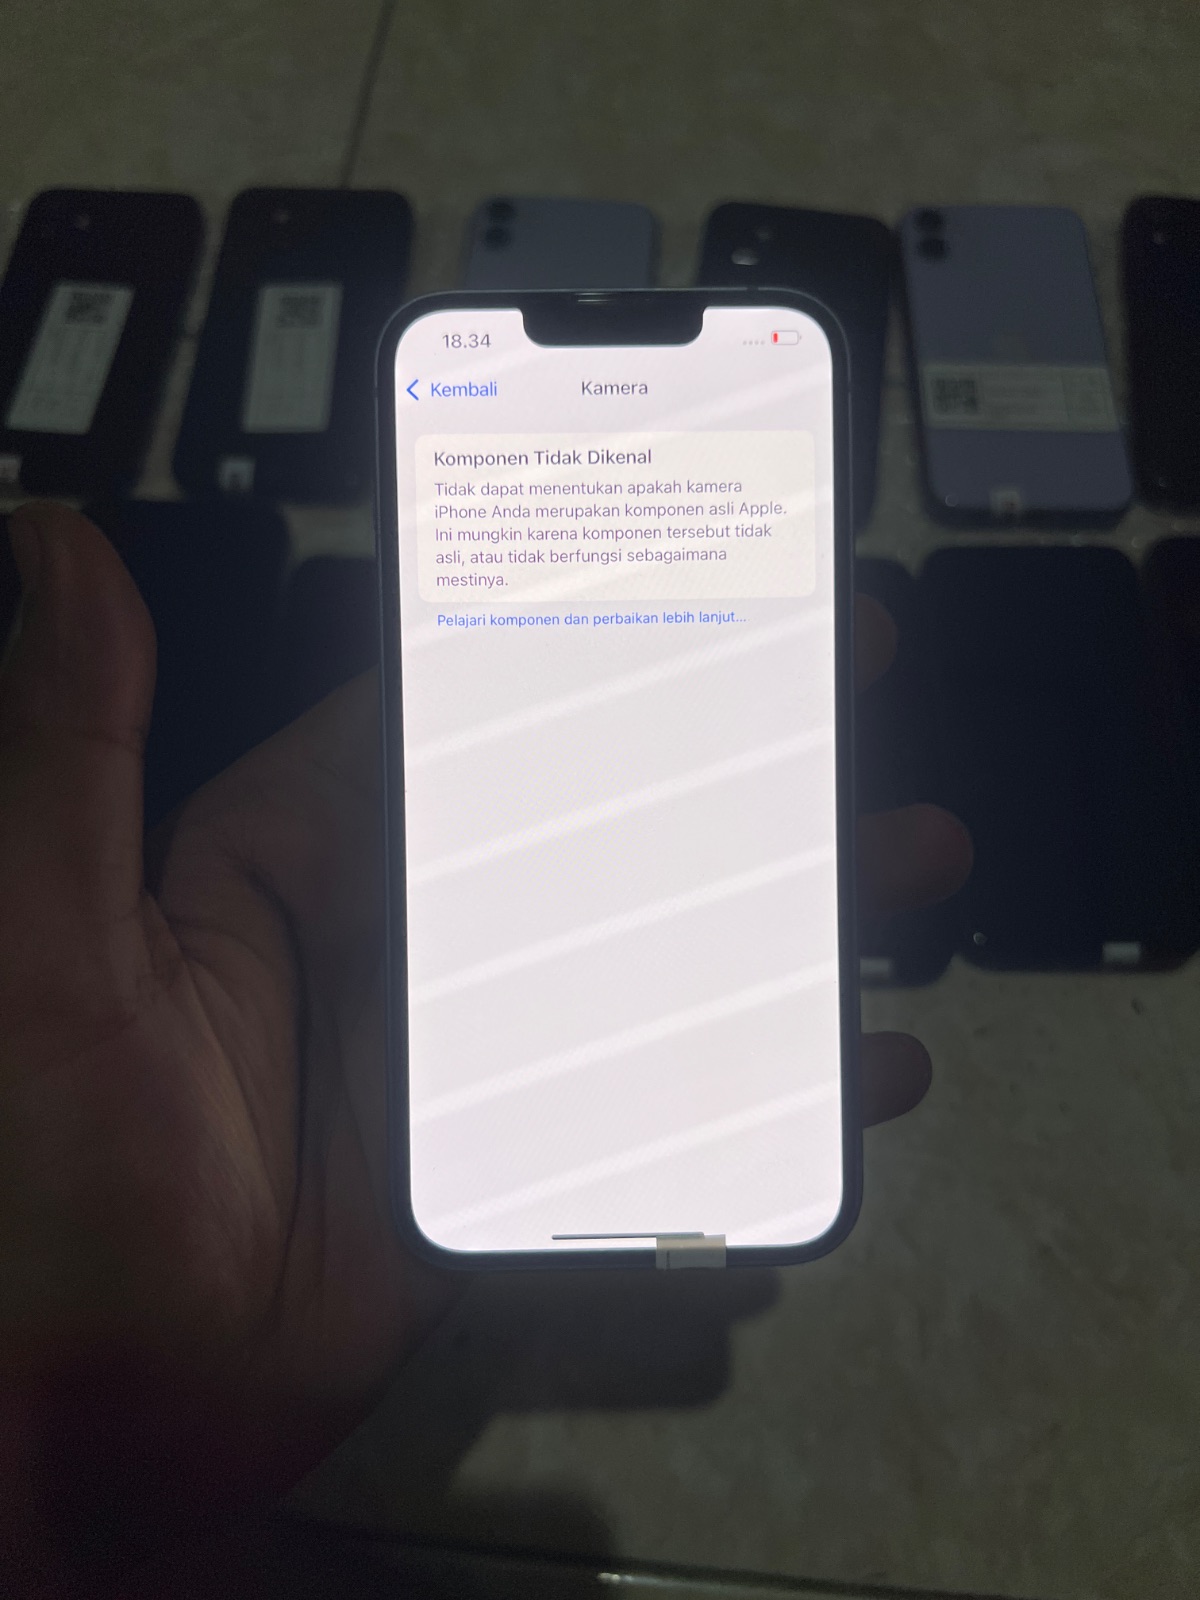 18.34
Kembali
Kamera
Komponen Tidak Dikenal
Tidak dapat menentukan apakah kamera
iPhone Anda merupakan komponen asli Apple.
Ini mungkin karena komponen tersebut tidak
asli, atau tidak berfungsi sebagaimana
mestinya.
Pelajari komponen dan perbaikan lebih lanjut...